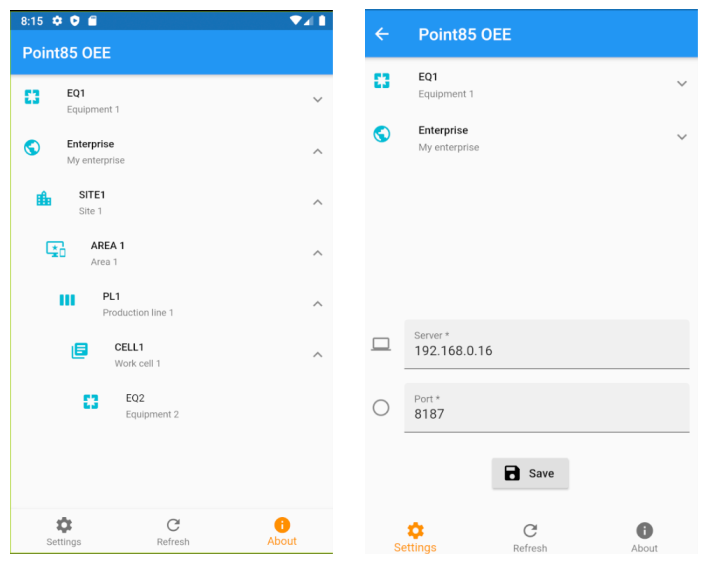 8:15
Point85 OEE
EQ1
Equipment 1
Enterprise
My enterprise
SITE1
Site 1
AREA 1
Area 1
PL1
Production line 1
CELL1
Work cell 1
EQ2
Equipment 2
Settings Refresh About
Point85 OEE
EQ1
Equipment 1
Enterprise
My enterprise
Server *
192.168.0.16
Port *
8187
Save
Settings Refresh About